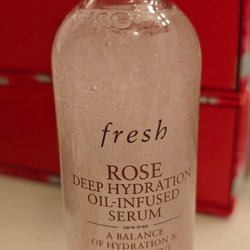 fresh
ROSE
DEEP HYDRATION
OIL-INFUSED
SERUM
A BALANCE
OF HYDRATION &